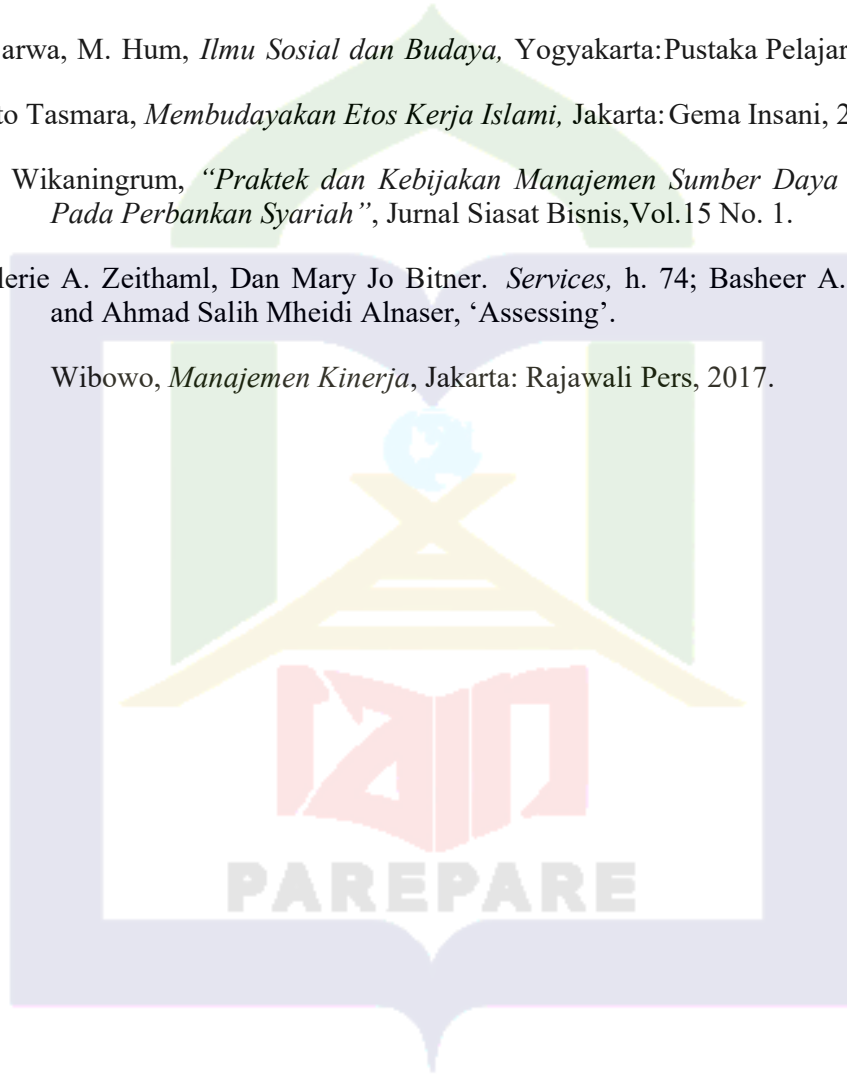 arwa, M. Hum, Ilmu Sosial dan Budaya, Yogyakarta:Pustaka Pelajar
to Tasmara, Membudayakan Etos Kerja Islami, Jakarta: Gema Insani, 2
Wikaningrum, “Praktek dan Kebijakan Manajemen Sumber Daya
Pada Perbankan Syariah”, Jurnal Siasat Bisnis,Vol.15 No. 1.
lerie A. Zeithaml, Dan Mary Jo Bitner. Services, h. 74; Basheer A.
and Ahmad Salih Mheidi Alnaser, ‘Assessing’.
Wibowo, Manajemen Kinerja, Jakarta: Rajawali Pers, 2017.
iain
PAREPARE